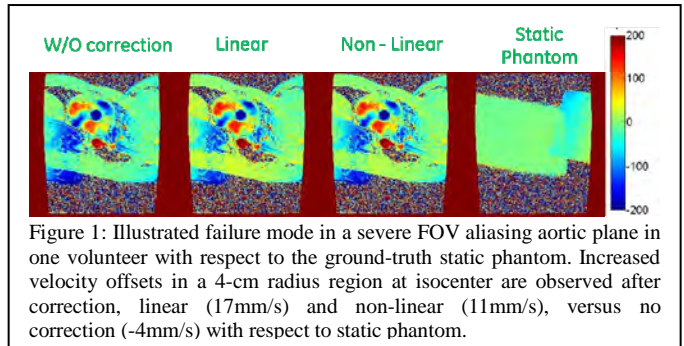 W/O correction Linear Non - Linear Static
Phantom
200
100
0
-100
-200
Figure 1: Illustrated failure mode in a severe FOV aliasing aortic plane in
one volunteer with respect to the ground-truth static phantom. Increased
velocity offsets in a 4-cm radius region at isocenter are observed after
correction, linear (17mm/s) and non-linear (11mm/s), versus no
correction (-4mm/s) with respect to static phantom.